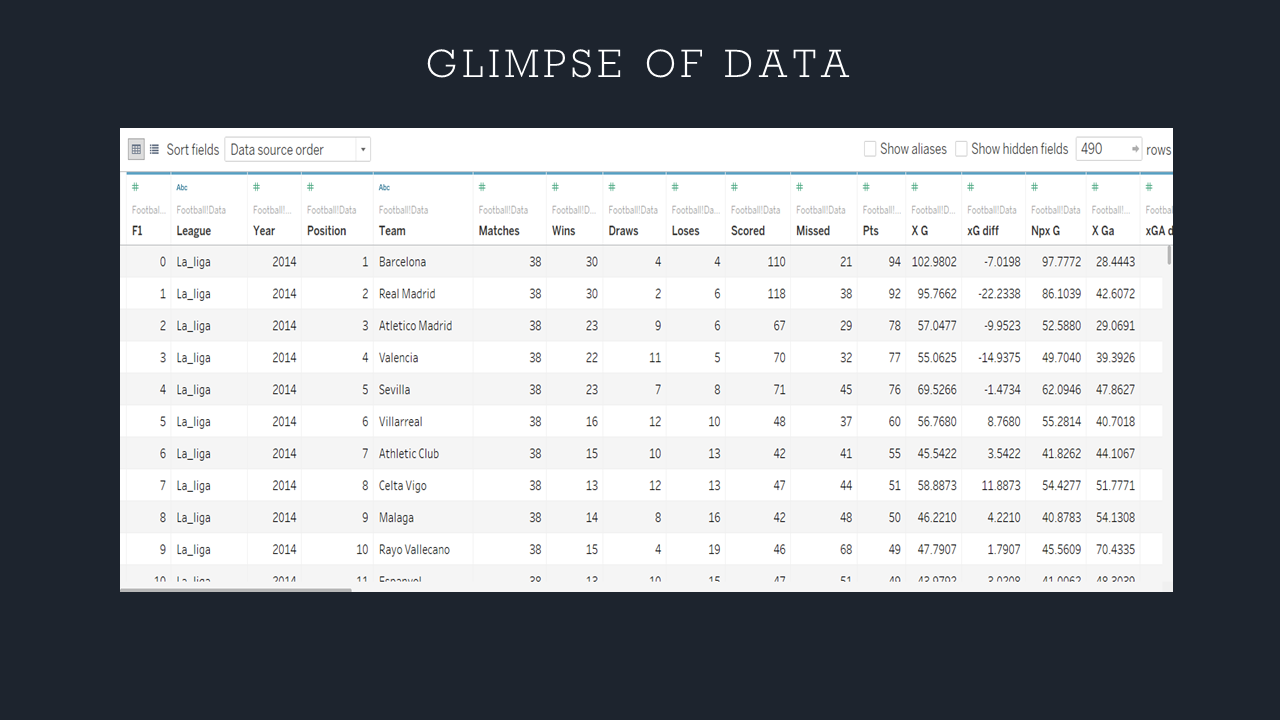 GLIMPSE OF DATA
Sort fields Data source order Show aliases Show hidden fields 490 rows
# Abc # # Abc # # # # # # # # # # # #
Footbal... Football!Data Football!... Football!Data Football!Data Football!Data Football!D... Football!Data Football!Da... Football!Data Football!Data Football!... Football!D... Football!Data Football!Data Football!... Footbal
F1 League Year Position Team Matches Wins Draws Loses Scored Missed Pts X G xG diff Npx G X Ga xGA d
0 La_liga 2014 1 Barcelona 38 30 4 4 110 21 94 102.9802 -7.0198 97.7772 28.4443
1 La_liga 2014 2 Real Madrid 38 30 2 6 118 38 92 95.7662 -22.2338 86.1039 42.6072
2 La_liga 2014 3 Atletico Madrid 38 23 9 6 67 29 78 57.0477 -9.9523 52.5880 29.0691
3 La_liga 2014 4 Valencia 38 22 11 5 70 32 77 55.0625 -14.9375 49.7040 39.3926
4 La_liga 2014 5 Sevilla 38 23 7 8 71 45 76 69.5266 -1.4734 62.0946 47.8627
5 La_liga 2014 6 Villarreal 38 16 12 10 48 37 60 56.7680 8.7680 55.2814 40.7018
6 La_liga 2014 7 Athletic Club 38 15 10 13 42 41 55 45.5422 3.5422 41.8262 44.1067
7 La_liga 2014 8 Celta Vigo 38 13 12 13 47 44 51 58.8873 11.8873 54.4277 51.7771
8 La_liga 2014 9 Malaga 38 14 8 16 42 48 50 46.2210 4.2210 40.8783 54.1308
9 La_liga 2014 10 Rayo Vallecano 38 15 4 19 46 68 49 47.7907 1.7907 45.5609 70.4335
10 La_liga 2014 11 Espanyol 38 13 10 15 47 51 49